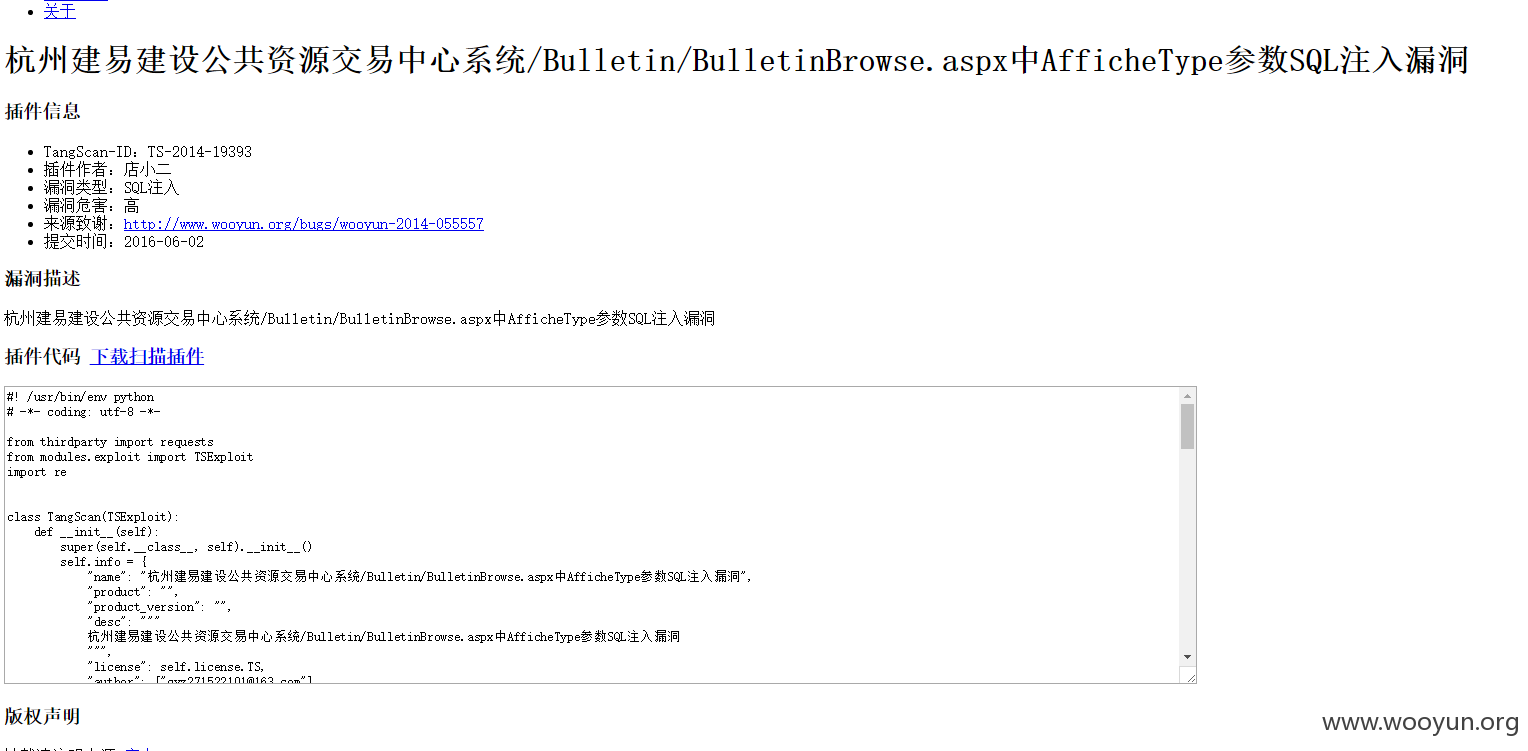 关于
杭州建易建设公共资源交易中心系统/Bulletin/BulletinBrowse.aspx中AfficheType参数SQL注入漏洞
插件信息
TangScan-ID：TS-2014-19393
插件作者：店小二
漏洞类型：SQL注入
漏洞危害：高
来源致谢：http://www.wooyun.org/bugs/wooyun-2014-055557
提交时间：2016-06-02
漏洞描述
杭州建易建设公共资源交易中心系统/Bulletin/BulletinBrowse.aspx中AfficheType参数SQL注入漏洞
插件代码 下载扫描插件
#! /usr/bin/env python
# -*- coding: utf-8 -*-
from thirdparty import requests
from modules.exploit import TSExploit
import re
class TangScan(TSExploit):
def __init__(self):
super(self.__class__, self).__init__()
self.info = {
"name": "杭州建易建设公共资源交易中心系统/Bulletin/BulletinBrowse.aspx中AfficheType参数SQL注入漏洞",
"product": "",
"product_version": "",
"desc": """
杭州建易建设公共资源交易中心系统/Bulletin/BulletinBrowse.aspx中AfficheType参数SQL注入漏洞
""",
"license": self.license.TS,
版权声明
www.wooyun.org